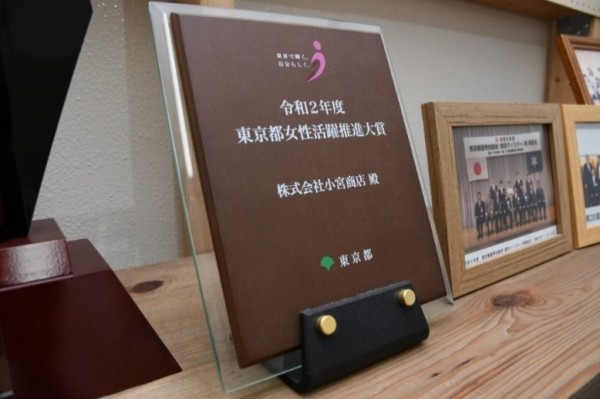 東京で輝く、
自分らしく。
令和2年度
東京都女性活躍推進大賞
株式会社小宮商店 殿
東京都